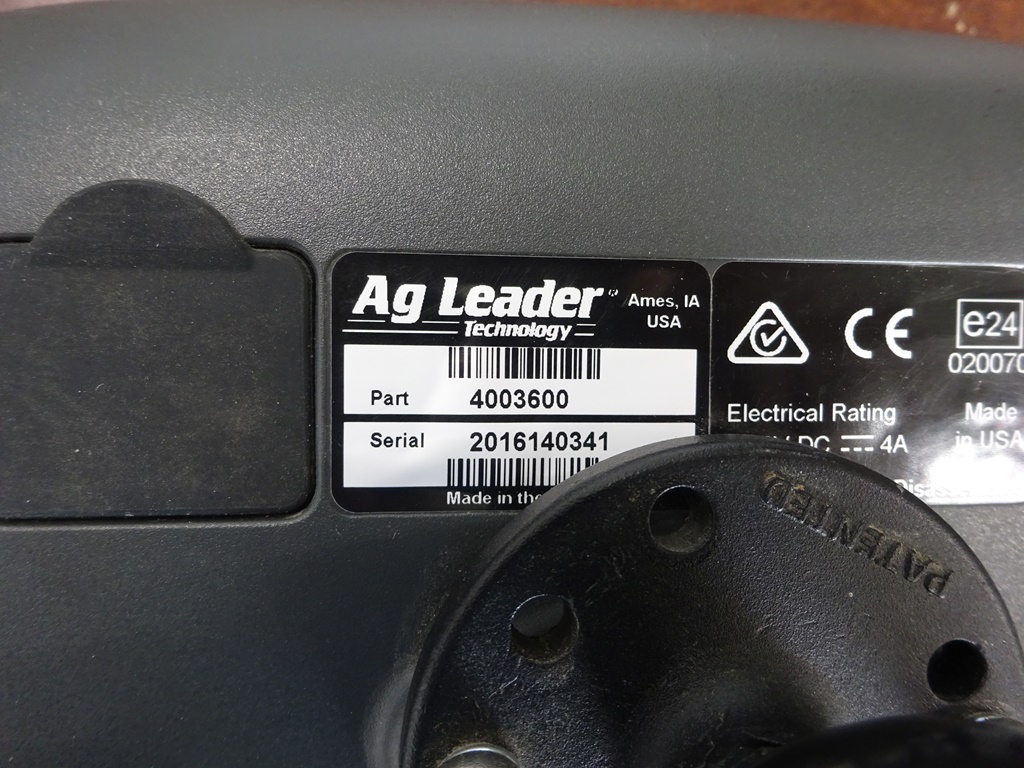 Ag Leader®
Technology
Ames, IA
USA
Part 4003600
Serial 2016140341
Made in the
CE
e24
020070
Electrical Rating
V DC 4A
Made
in USA
PATENTED